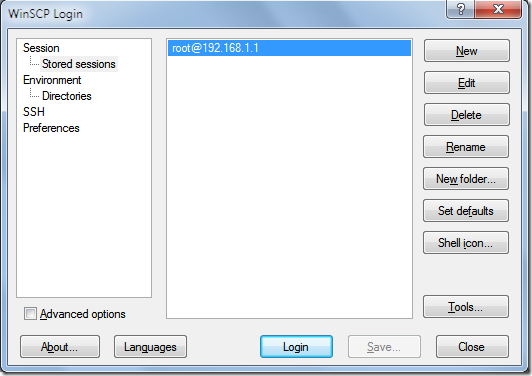 WinSCP Login
Session
Stored sessions
Environment
Directories
SSH
Preferences
Advanced options
root@192.168.1.1
New
Edit
Delete
Rename
New folder...
Set defaults
Shell icon...
Tools...
About...
Languages
Login
Save...
Close